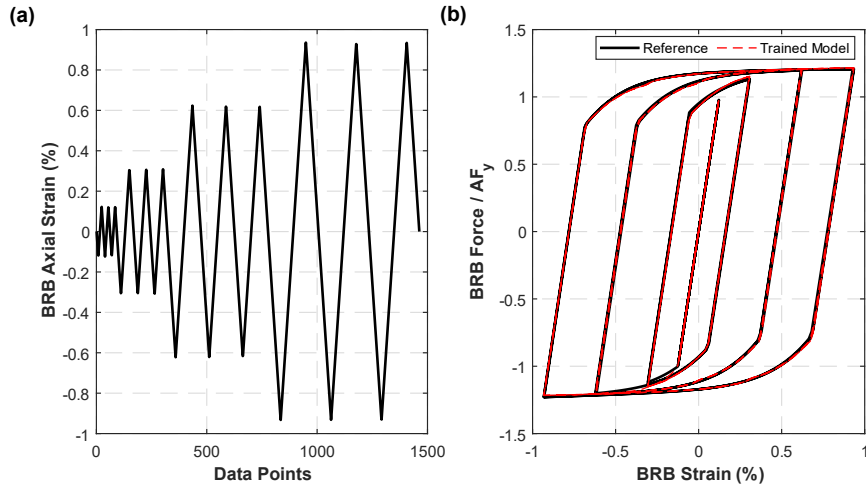 (a)
1
0.8
0.6
0.4
0.2
0
-0.2
-0.4
-0.6
-0.8
-1
BRB Axial Strain (%)
0 500 1000 1500
Data Points
(b)
Reference Trained Model
1.5
1
0.5
0
-0.5
-1
-1.5
BRB Force / AF_y
-1 -0.5 0 0.5 1
BRB Strain (%)